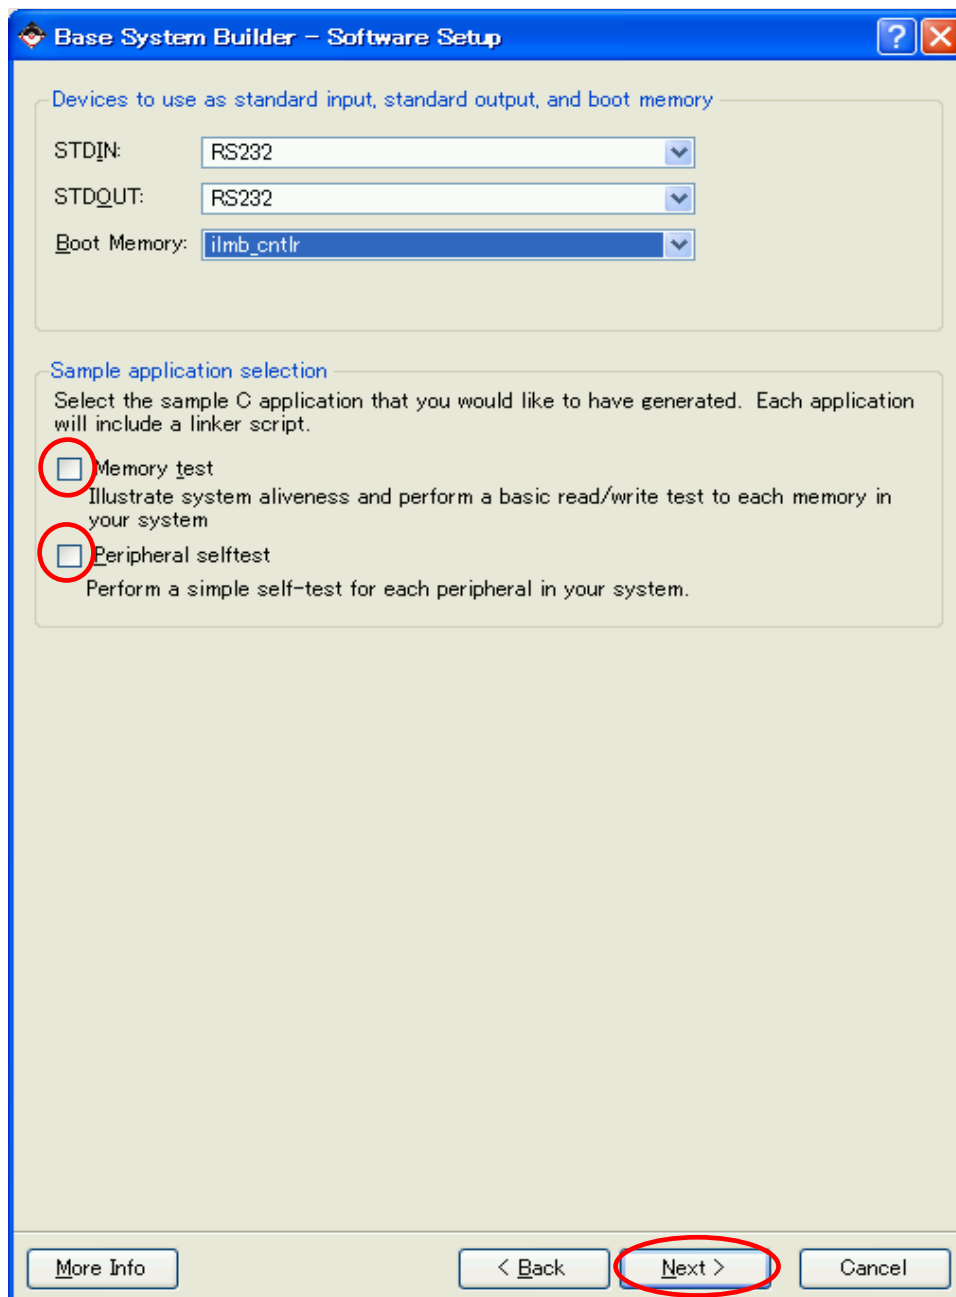 Base System Builder - Software Setup
Devices to use as standard input, standard output, and boot memory
STDIN:
RS232
STDOUT:
RS232
Boot Memory:
ilmb_cntlr
Sample application selection
Select the sample C application that you would like to have generated. Each application
will include a linker script.
Memory test
Illustrate system aliveness and perform a basic read/write test to each memory in
your system
Peripheral selftest
Perform a simple self-test for each peripheral in your system.
More Info
< Back
Next >
Cancel